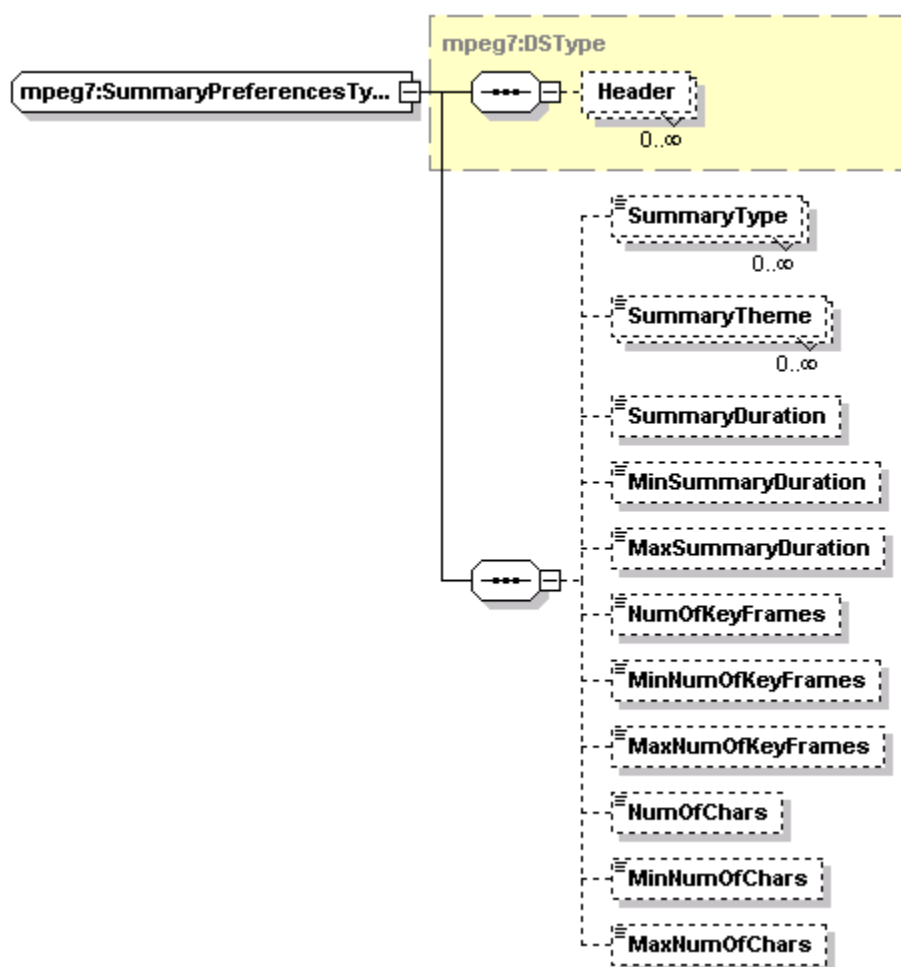 mpeg7:DSType
mpeg7:SummaryPreferencesTy...
Header
0..∞
SummaryType
0..∞
SummaryTheme
0..∞
SummaryDuration
MinSummaryDuration
MaxSummaryDuration
NumOfKeyFrames
MinNumOfKeyFrames
MaxNumOfKeyFrames
NumOfChars
MinNumOfChars
MaxNumOfChars